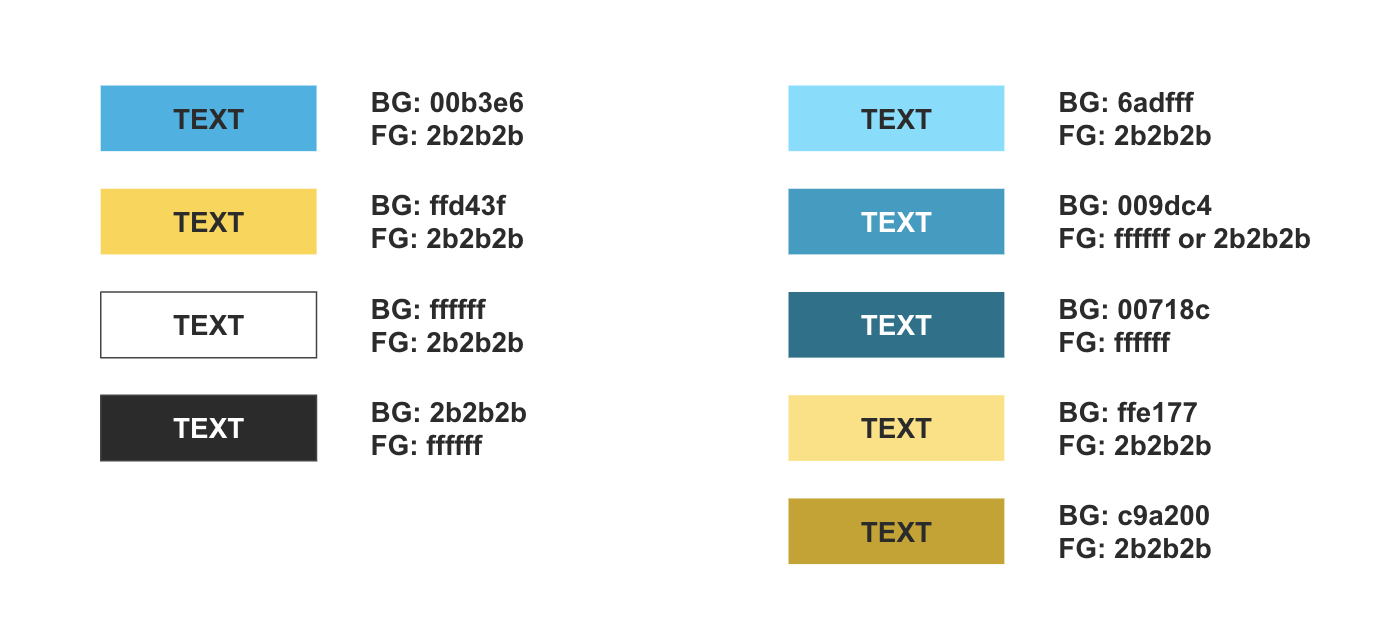 TEXT
BG: 00b3e6
FG: 2b2b2b
TEXT
BG: ffd43f
FG: 2b2b2b
TEXT
BG: ffffff
FG: 2b2b2b
TEXT
BG: 2b2b2b
FG: ffffff
TEXT
BG: 6adfff
FG: 2b2b2b
TEXT
BG: 009dc4
FG: ffffff or 2b2b2b
TEXT
BG: 00718c
FG: ffffff
TEXT
BG: ffe177
FG: 2b2b2b
TEXT
BG: c9a200
FG: 2b2b2b